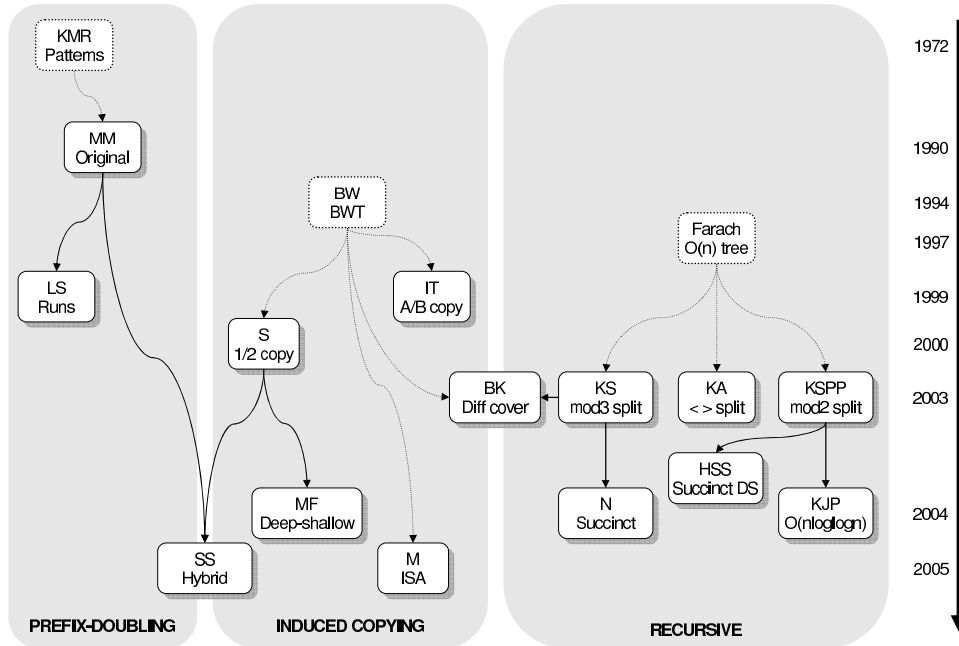 KMR
Patterns
MM
Original
LS
Runs
SS
Hybrid
PREFIX-DOUBLING
BW
BWT
IT
A/B copy
S
1/2 copy
BK
Diff cover
MF
Deep-shallow
M
ISA
INDUCED COPYING
Farach
O(n) tree
KS
mod3 split
KA
< > split
KSPP
mod2 split
HSS
Succinct DS
N
Succinct
KJP
O(nloglogn)
RECURSIVE
1972
1990
1994
1997
1999
2000
2003
2004
2005